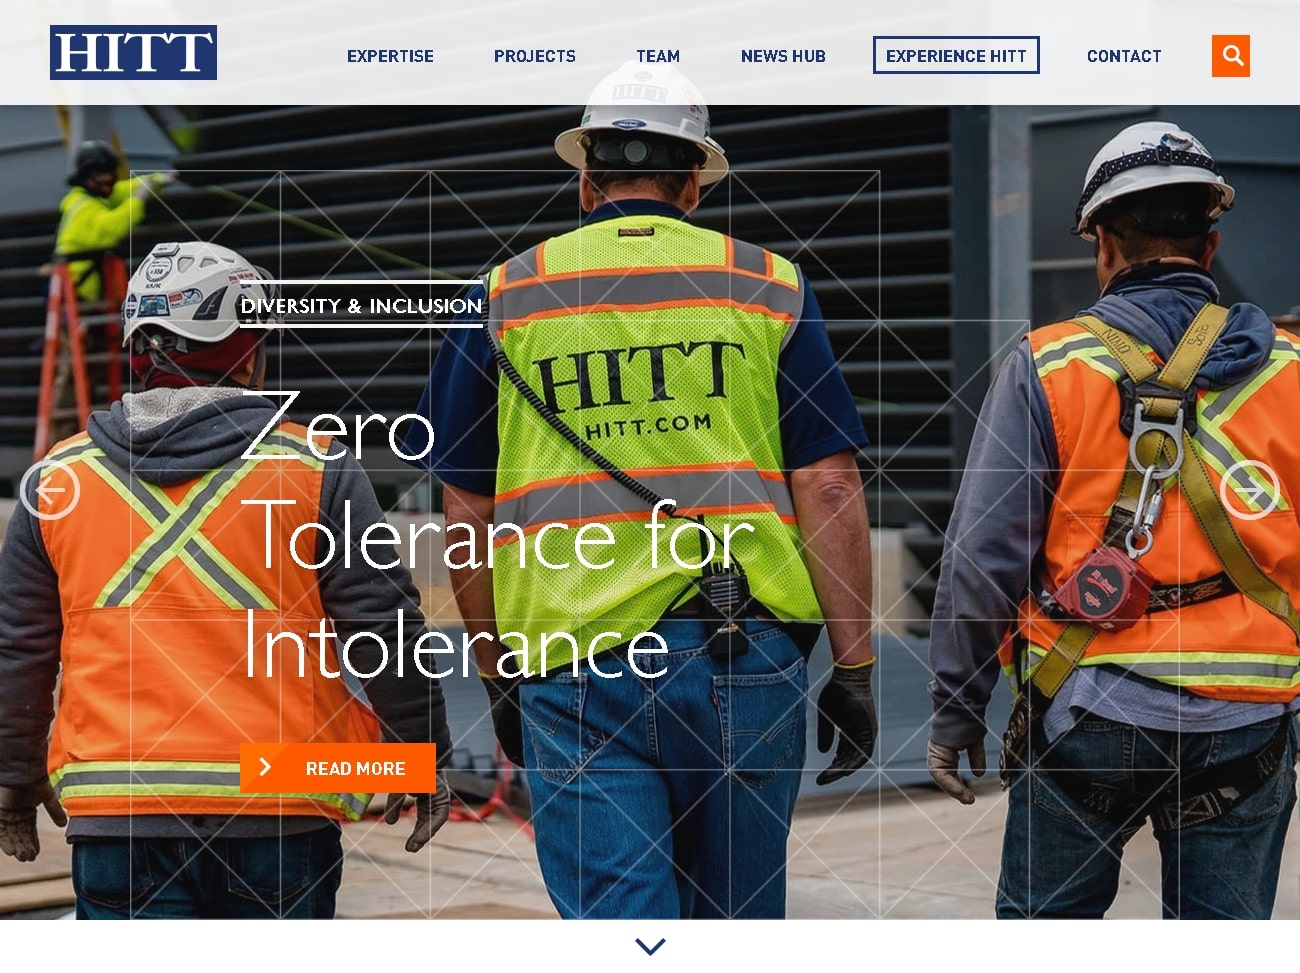 HITT
EXPERTISE
PROJECTS
TEAM
NEWS HUB
EXPERIENCE HITT
CONTACT
HITT
DIVERSITY & INCLUSION
HITT
HITT.COM
Zero
Tolerance for
Intolerance
READ MORE